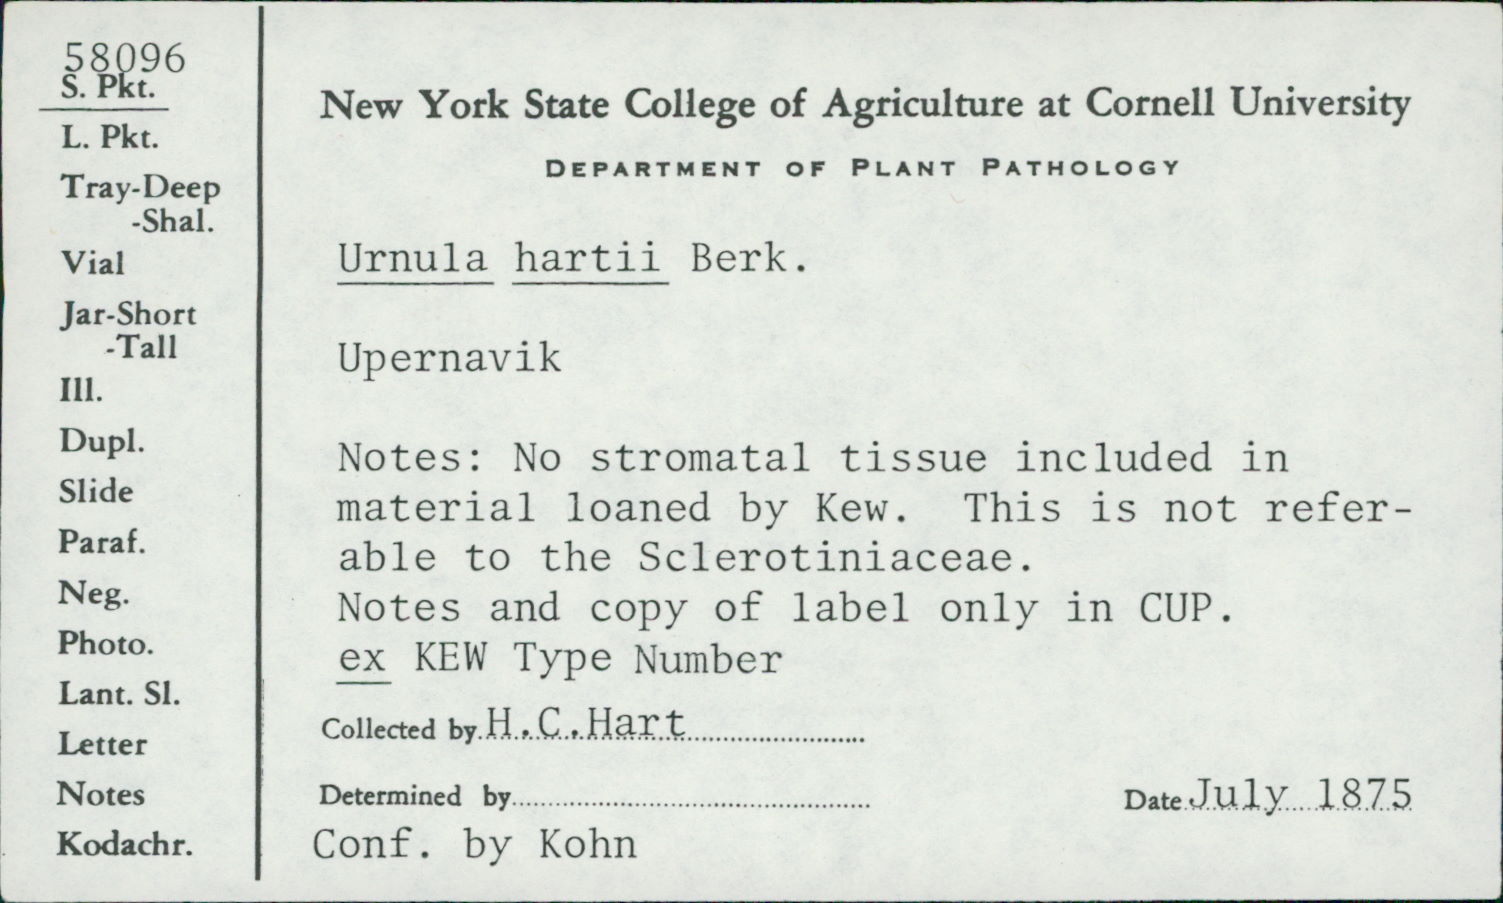 58096
S. Pkt.
L. Pkt.
Tray-Deep
-Shal.
Vial
Jar-Short
-Tall
Ill.
Dupl.
Slide
Paraf.
Neg.
Photo.
Lant. Sl.
Letter
Notes
Kodachr.
New York State College of Agriculture at Cornell University
DEPARTMENT OF PLANT PATHOLOGY
Urnula hartii Berk.
Upernavik
Notes: No stromatal tissue included in
material loaned by Kew. This is not refer-
able to the Sclerotiniaceae.
Notes and copy of label only in CUP.
ex KEW Type Number
Collected by H.C.Hart
Determined by
Date July 1875
Conf. by Kohn